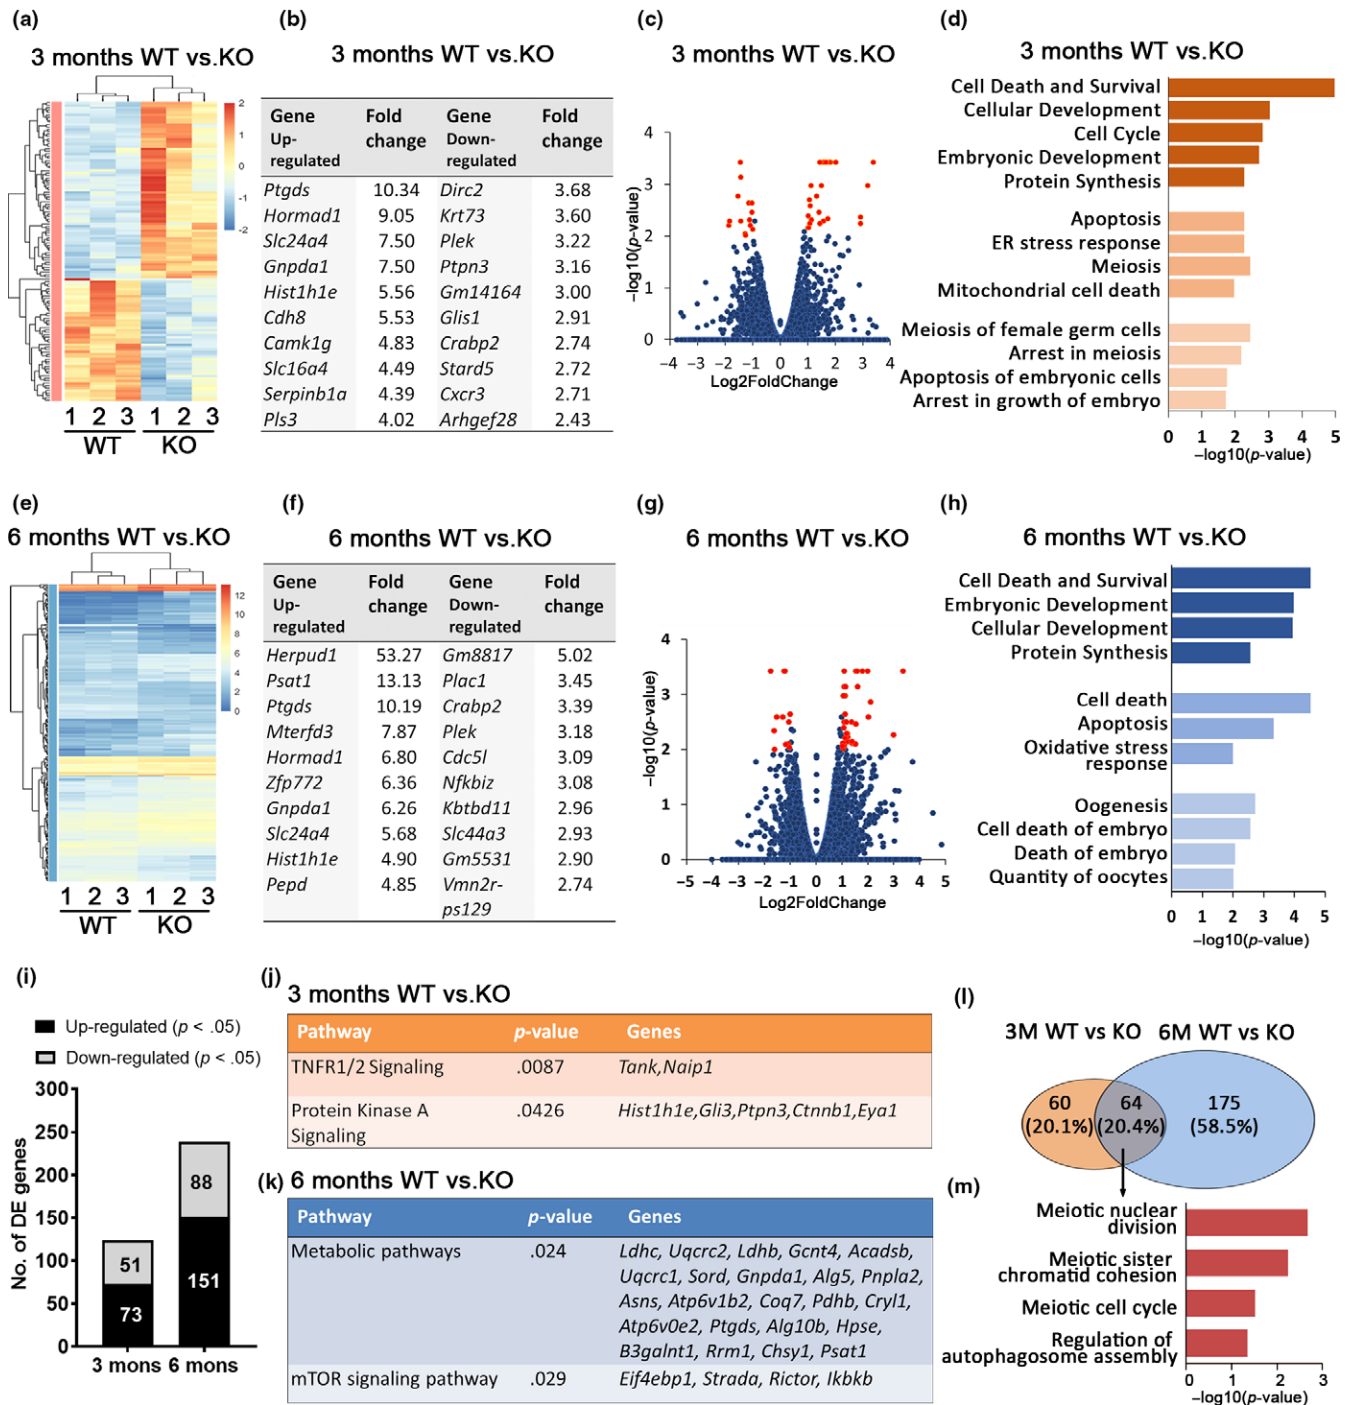 (a)
3 months WT vs.KO
2
1
0
-1
-2
1 2 3 1 2 3
WT KO
(b)
3 months WT vs.KO
Gene Fold Gene Fold
Up- change Down- change
regulated regulated
Ptgds 10.34 Dirc2 3.68
Hormad1 9.05 Krt73 3.60
Slc24a4 7.50 Plek 3.22
Gnpda1 7.50 Ptpn3 3.16
Hist1h1e 5.56 Gm14164 3.00
Cdh8 5.53 Glis1 2.91
Camk1g 4.83 Crabp2 2.74
Slc16a4 4.49 Stard5 2.72
Serpinb1a 4.39 Cxcr3 2.71
Pls3 4.02 Arhgef28 2.43
(c)
3 months WT vs.KO
4
3
2
1
0
−log10(p-value)
−4 −3 −2 −1 0 1 2 3 4
Log2FoldChange
(d)
3 months WT vs.KO
Cell Death and Survival
Cellular Development
Cell Cycle
Embryonic Development
Protein Synthesis
Apoptosis
ER stress response
Meiosis
Mitochondrial cell death
Meiosis of female germ cells
Arrest in meiosis
Apoptosis of embryonic cells
Arrest in growth of embryo
0 1 2 3 4 5
−log10(p-value)
(e)
6 months WT vs.KO
12
10
8
6
4
2
0
1 2 3 1 2 3
WT KO
(f)
6 months WT vs.KO
Gene Fold Gene Fold
Up- change Down- change
regulated regulated
Herpud1 53.27 Gm8817 5.02
Psat1 13.13 Plac1 3.45
Ptgds 10.19 Crabp2 3.39
Mterfd3 7.87 Plek 3.18
Hormad1 6.80 Cdc5l 3.09
Zfp772 6.36 Nfkbiz 3.08
Gnpda1 6.26 Kbtbd11 2.96
Slc24a4 5.68 Slc44a3 2.93
Hist1h1e 4.90 Gm5531 2.90
Pepd 4.85 Vmn2r- 2.74
ps129
(g)
6 months WT vs.KO
4
3
2
1
0
−log10(p-value)
−5 −4 −3 −2 −1 0 1 2 3 4 5
Log2FoldChange
(h)
6 months WT vs.KO
Cell Death and Survival
Embryonic Development
Cellular Development
Protein Synthesis
Cell death
Apoptosis
Oxidative stress
response
Oogenesis
Cell death of embryo
Death of embryo
Quantity of oocytes
0 1 2 3 4 5
−log10(p-value)
(i)
Up-regulated (p < .05)
Down-regulated (p < .05)
300
250
200
150
100
50
0
No. of DE genes
51
73
88
151
3 mons 6 mons
(j)
3 months WT vs.KO
Pathway p-value Genes
TNFR1/2 Signaling .0087 Tank,Naip1
Protein Kinase A .0426 Hist1h1e,Gli3,Ptpn3,Ctnnb1,Eya1
Signaling
(k) 6 months WT vs.KO
Pathway p-value Genes
Metabolic pathways .024 Ldhc, Uqcrc2, Ldhb, Gcnt4, Acadsb,
Uqcrc1, Sord, Gnpda1, Alg5, Pnpla2,
Asns, Atp6v1b2, Coq7, Pdhb, Cryl1,
Atp6v0e2, Ptgds, Alg10b, Hpse,
B3galnt1, Rrm1, Chsy1, Psat1
mTOR signaling pathway .029 Eif4ebp1, Strada, Rictor, Ikbkb
(l)
3M WT vs KO 6M WT vs KO
60 64 175
(20.1%) (20.4%) (58.5%)
(m)
Meiotic nuclear
division
Meiotic sister
chromatid cohesion
Meiotic cell cycle
Regulation of
autophagosome assembly
0 1 2 3
−log10(p-value)